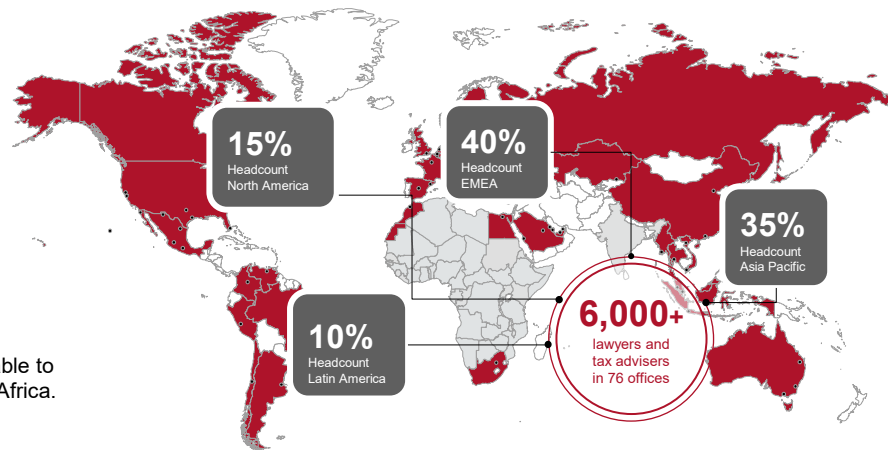 15%
Headcount
North America
40%
Headcount
EMEA
35%
Headcount
Asia Pacific
6,000+
lawyers and
tax advisers
in 76 offices
10%
Headcount
Latin America
able to
Africa.